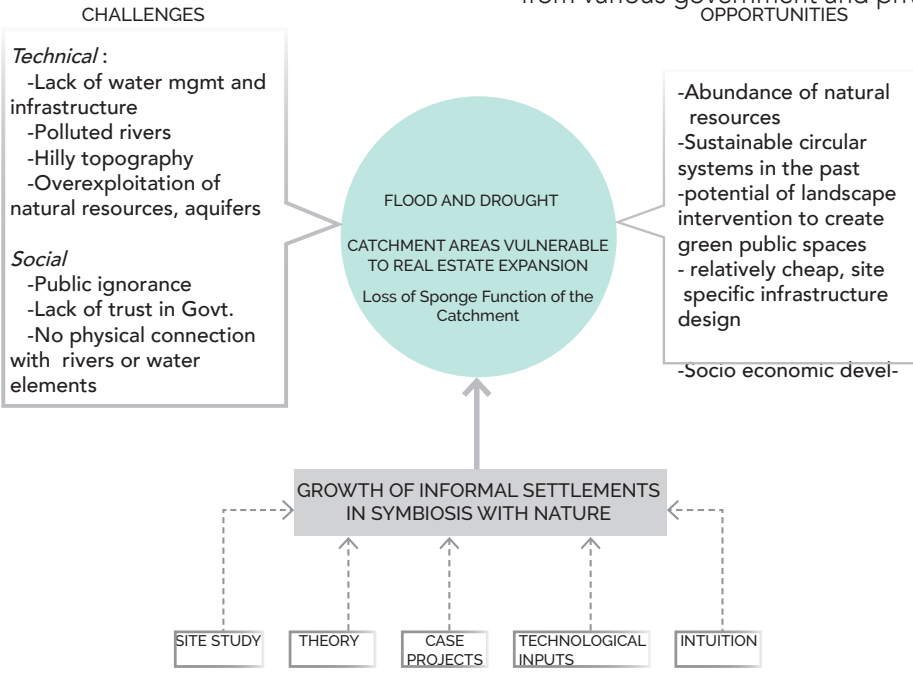 from various government and
CHALLENGES
OPPORTUNITIES
Technical :
-Lack of water mgmt and
infrastructure
-Polluted rivers
-Hilly topography
-Overexploitation of
natural resources, aquifers
Social
-Public ignorance
-Lack of trust in Govt.
-No physical connection
with rivers or water
elements
FLOOD AND DROUGHT
CATCHMENT AREAS VULNERABLE
TO REAL ESTATE EXPANSION
Loss of Sponge Function of the
Catchment
-Abundance of natural
resources
-Sustainable circular
systems in the past
-potential of landscape
intervention to create
green public spaces
- relatively cheap, site
specific infrastructure
design
-Socio economic devel-
GROWTH OF INFORMAL SETTLEMENTS
IN SYMBIOSIS WITH NATURE
SITE STUDY
THEORY
CASE
PROJECTS
TECHNOLOGICAL
INPUTS
INTUITION